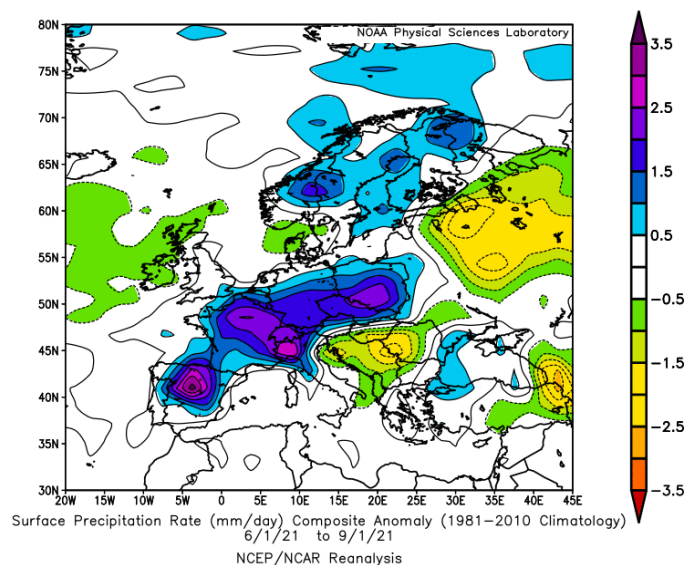 NOAA Physical Sciences Laboratory
80N
75N
70N
65N
60N
55N
50N
45N
40N
35N
30N
20W 15W 10W 5W 0 5E 10E 15E 20E 25E 30E 35E 40E 45E
3.5
2.5
1.5
0.5
−0.5
−1.5
−2.5
−3.5
Surface Precipitation Rate (mm/day) Composite Anomaly (1981−2010 Climatology)
6/1/21 to 9/1/21
NCEP/NCAR Reanalysis